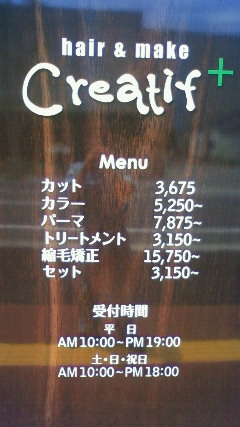 hair & make
Creatif+
Menu
カット 3,675
カラー 5,250~
パーマ 7,875~
トリートメント 3,150~
縮毛矯正 15,750~
セット 3,150~
受付時間
平 日
AM10:00~PM19:00
土・日・祝日
AM10:00~PM18:00